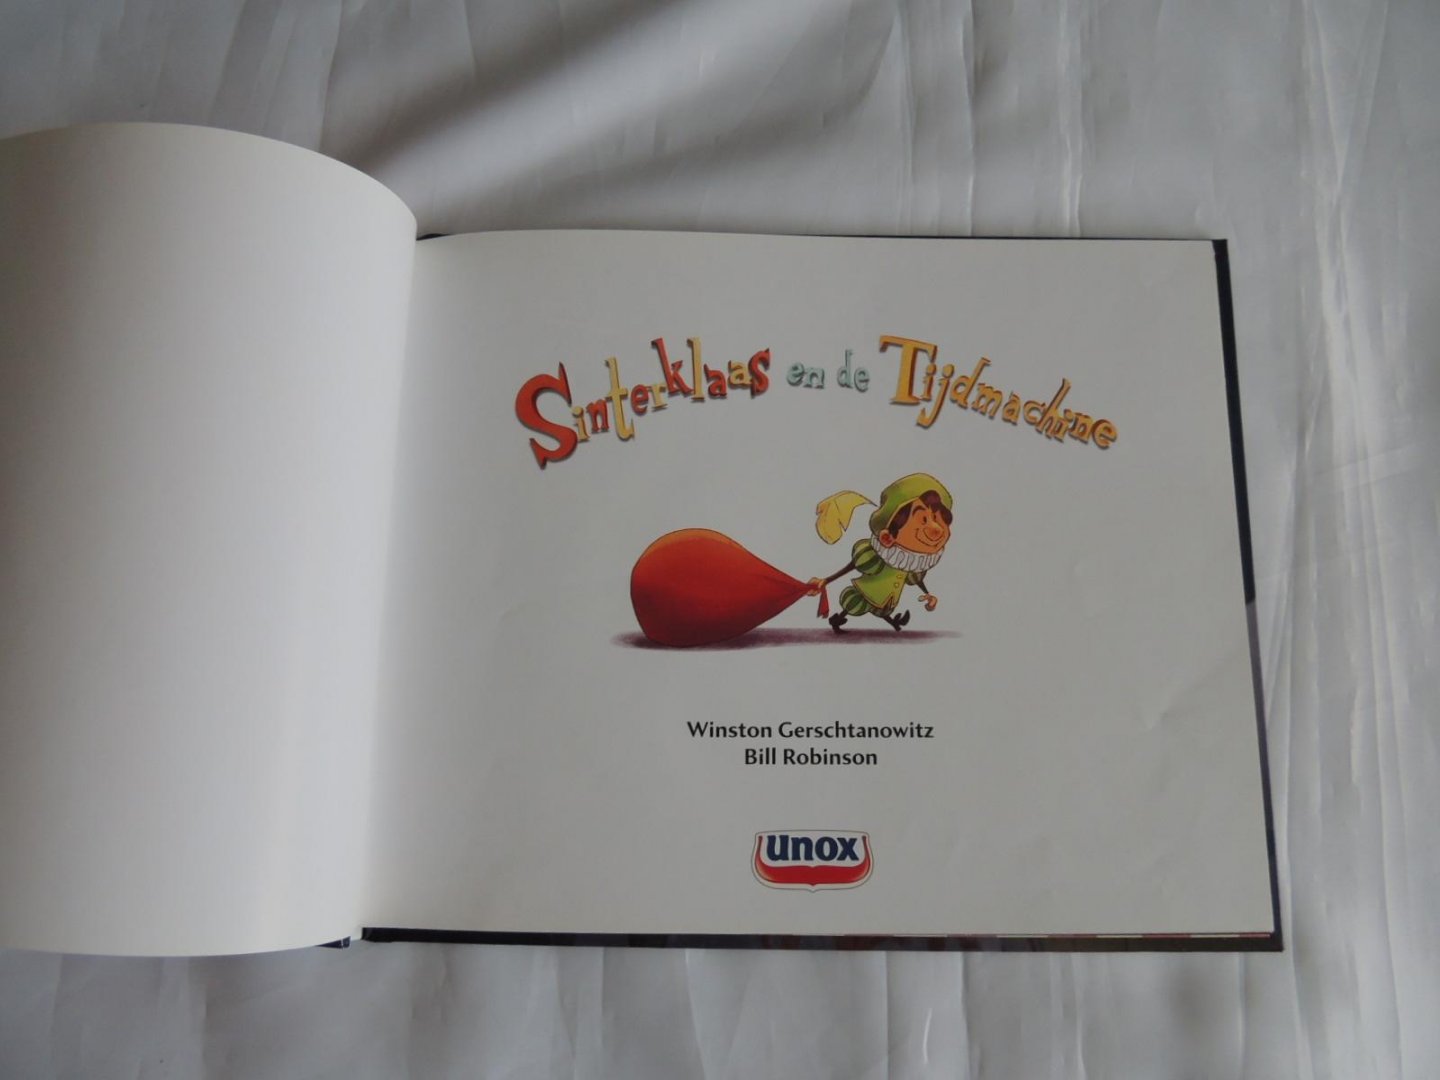 Sinterklaas en de Tijdmachine
Winston Gerschtanowitz
Bill Robinson
unox